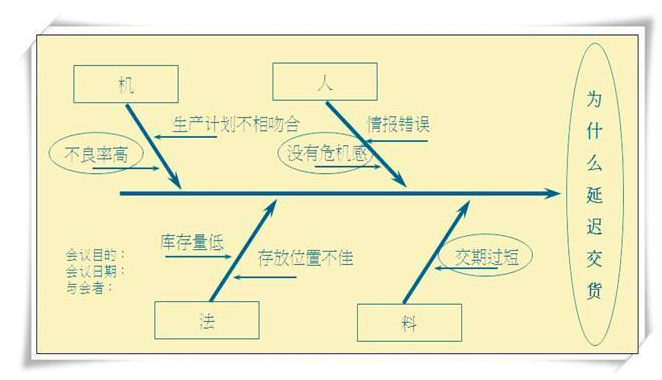 机
人
生产计划不相吻合
情报错误
不良率高
没有危机感
为什么延迟交货
库存量低
存放位置不佳
交期过短
会议目的：
会议日期：
与会者：
法
料